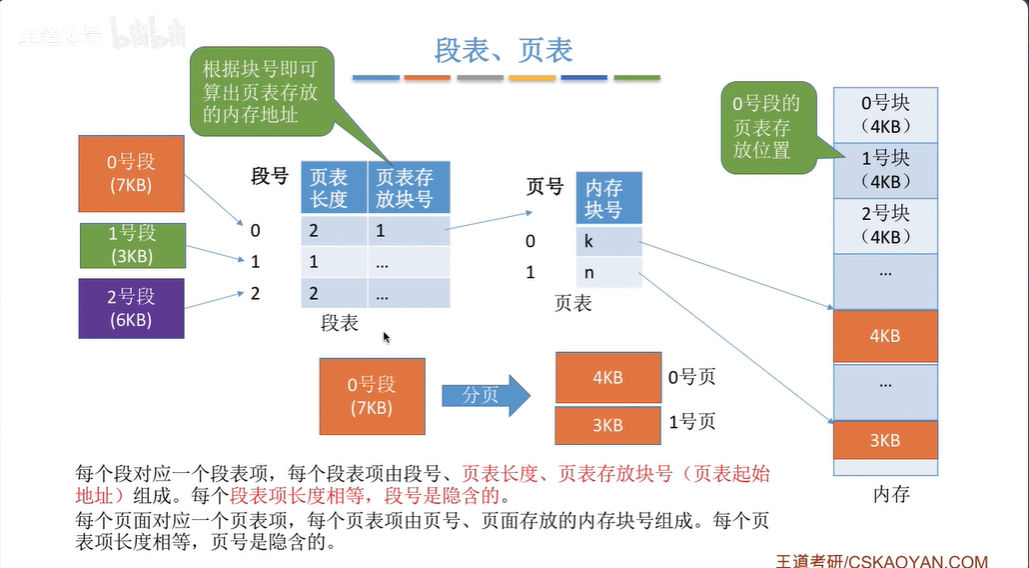 王道论坛 bilibili
段表、页表
根据块号即可
算出页表存放
的内存地址
0号段
(7KB)
1号段
(3KB)
2号段
(6KB)
段号
页表
长度
页表存
放块号
0
2
1
1
1
...
2
2
...
段表
页号
内存
块号
0
k
1
n
页表
0号段的
页表存
放位置
0号块
（4KB）
1号块
（4KB）
2号块
（4KB）
...
4KB
...
3KB
内存
0号段
(7KB)
分页
4KB
0号页
3KB
1号页
每个段对应一个段表项，每个段表项由段号、页表长度、页表存放块号（页表起始
地址）组成。每个段表项长度相等，段号是隐含的。
每个页面对应一个页表项，每个页表项由页号、页面存放的内存块号组成。每个页
表项长度相等，页号是隐含的。
王道考研/CSKAOYAN.COM